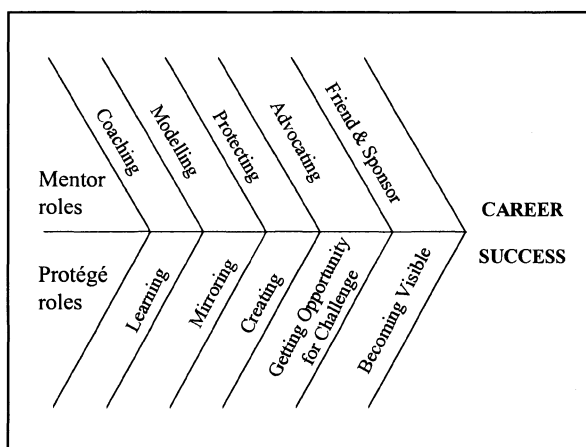 Coaching
Modelling
Protecting
Advocating
Friend & Sponsor
Mentor
roles
CAREER
SUCCESS
Protégé
roles
Learning
Mirroring
Creating
Getting Opportunity
for Challenge
Becoming Visible